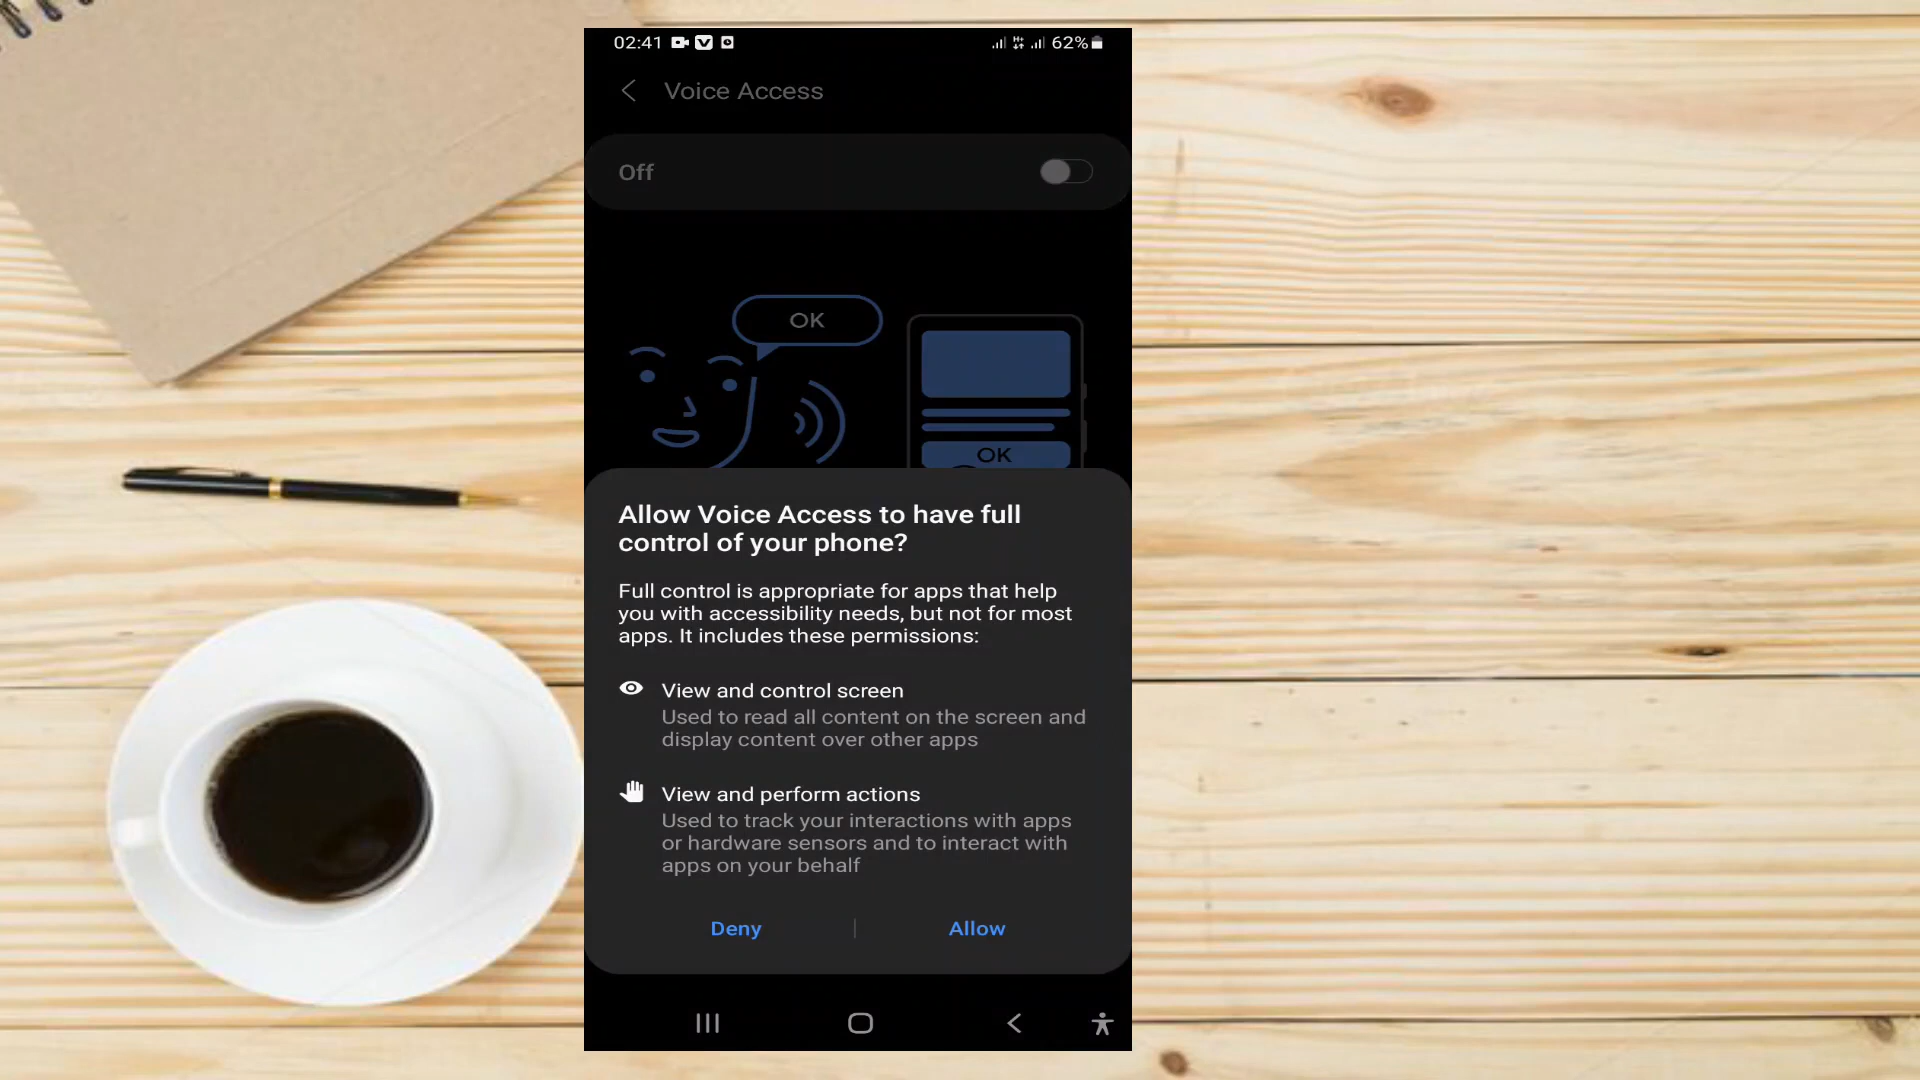 02:41 62%
Voice Access
Off
OK
OK
Allow Voice Access to have full
control of your phone?
Full control is appropriate for apps that help
you with accessibility needs, but not for most
apps. It includes these permissions:
View and control screen
Used to read all content on the screen and
display content over other apps
View and perform actions
Used to track your interactions with apps
or hardware sensors and to interact with
apps on your behalf
Deny | Allow